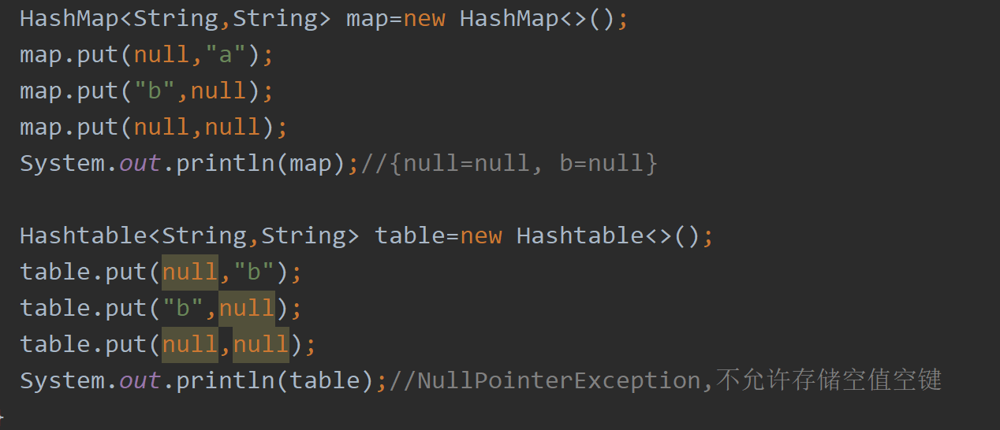 HashMap<String,String> map=new HashMap<>();
map.put(null,"a");
map.put("b",null);
map.put(null,null);
System.out.println(map);//{null=null, b=null}
Hashtable<String,String> table=new Hashtable<>();
table.put(null,"b");
table.put("b",null);
table.put(null,null);
System.out.println(table);//NullPointerException,不允许存储空值空键